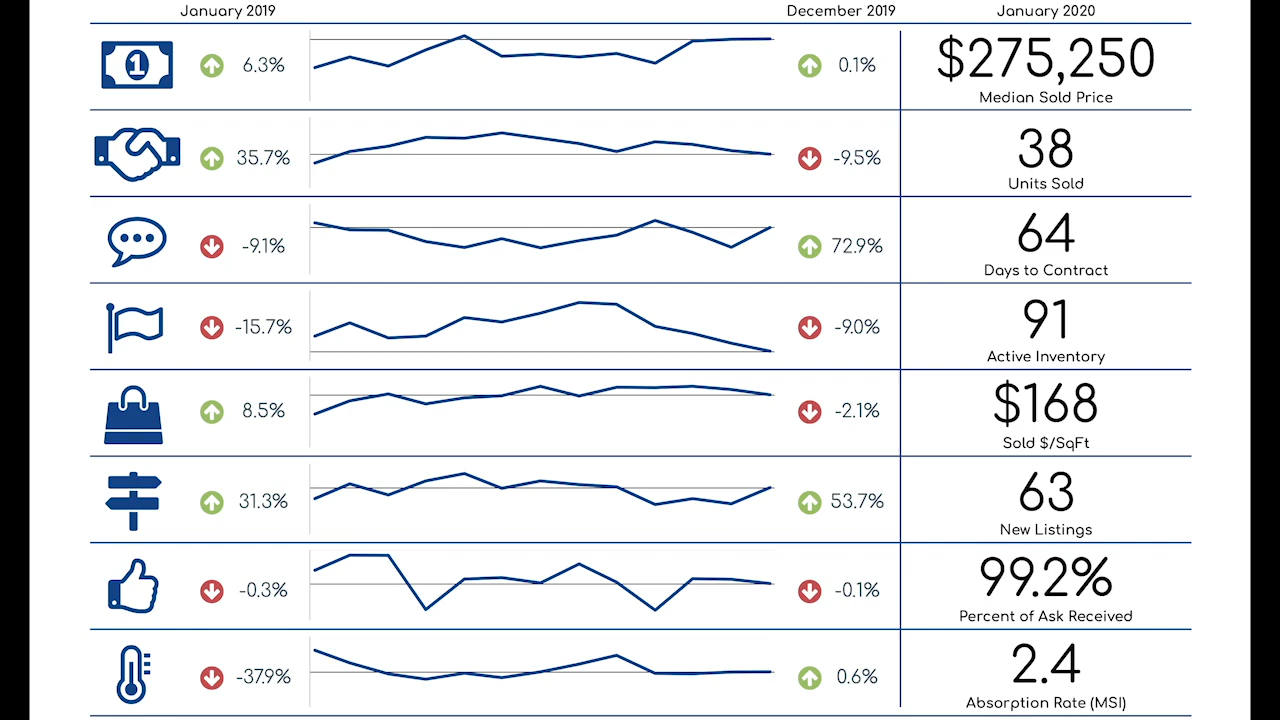 January 2019 December 2019 January 2020
1 6.3% 0.1% $275,250
Median Sold Price
35.7% -9.5% 38
Units Sold
-9.1% 72.9% 64
Days to Contract
-15.7% -9.0% 91
Active Inventory
8.5% -2.1% $168
Sold $/SqFt
31.3% 53.7% 63
New Listings
-0.3% -0.1% 99.2%
Percent of Ask Received
-37.9% 0.6% 2.4
Absorption Rate (MSI)